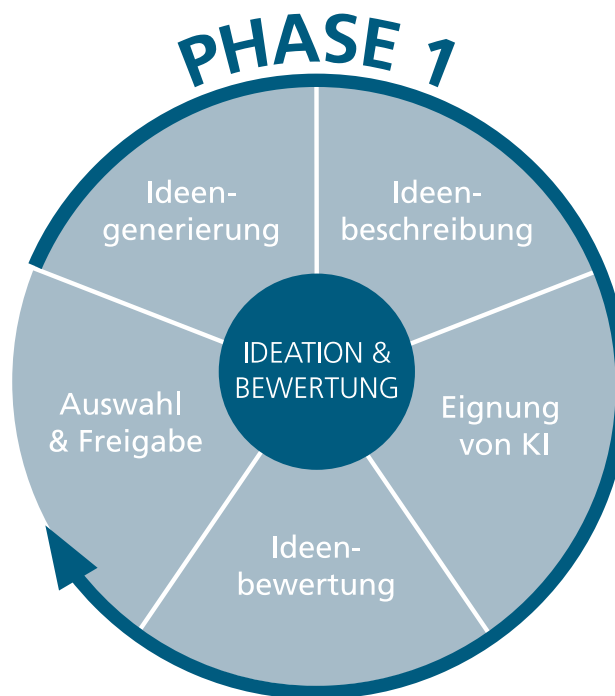 PHASE 1
Ideen-
generierung
Ideen-
beschreibung
IDEATION &
BEWERTUNG
Eignung
von KI
Ideen-
bewertung
Auswahl
& Freigabe